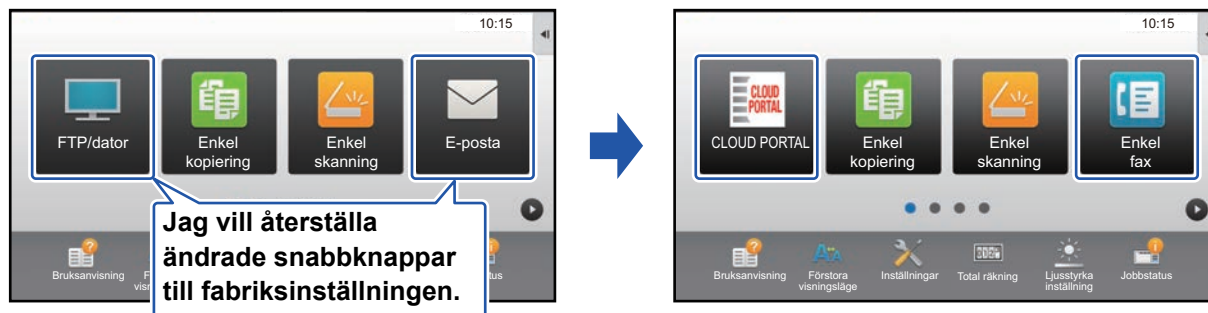 10:15
FTP/dator
Enkel
kopiering
Enkel
skanning
E-posta
Jag vill återställa
ändrade snabbknappar
till fabriksinställningen.
Bruksanvisning
10:15
CLOUD
PORTAL
CLOUD PORTAL
Enkel
kopiering
Enkel
skanning
Enkel
fax
Bruksanvisning
Förstora
visningsläge
Inställningar
Total räkning
Ljusstyrka
inställning
Jobbstatus